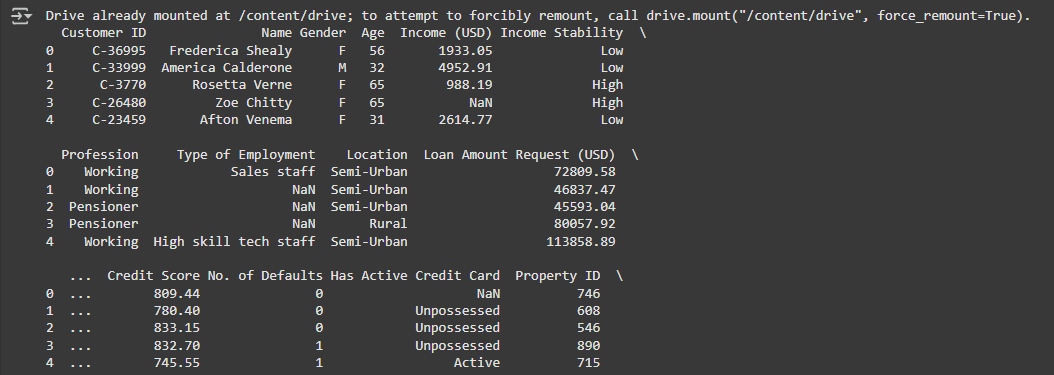 Drive already mounted at /content/drive; to attempt to forcibly remount, call drive.mount("/content/drive", force_remount=True).
  Customer ID               Name Gender  Age  Income (USD) Income Stability  \
0     C-36995   Frederica Shealy      F   56       1933.05              Low
1     C-33999  America Calderone      M   32       4952.91              Low
2      C-3770      Rosetta Verne      F   65        988.19             High
3     C-26480         Zoe Chitty      F   65           NaN             High
4     C-23459       Afton Venema      F   31       2614.77              Low
  Profession     Type of Employment    Location  Loan Amount Request (USD)  \
0    Working            Sales staff  Semi-Urban                   72809.58
1    Working                    NaN  Semi-Urban                   46837.47
2  Pensioner                    NaN  Semi-Urban                   45593.04
3  Pensioner                    NaN       Rural                   80057.92
4    Working  High skill tech staff  Semi-Urban                  113858.89
   ...  Credit Score No. of Defaults Has Active Credit Card  Property ID  \
0  ...        809.44               0                    NaN          746
1  ...        780.40               0            Unpossessed          608
2  ...        833.15               0            Unpossessed          546
3  ...        832.70               1            Unpossessed          890
4  ...        745.55               1                 Active          715